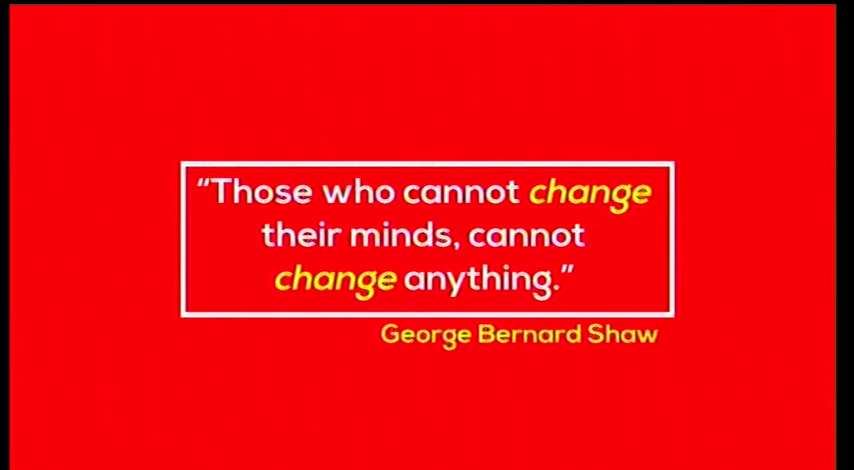 “Those who cannot change
their minds, cannot
change anything.”
George Bernard Shaw